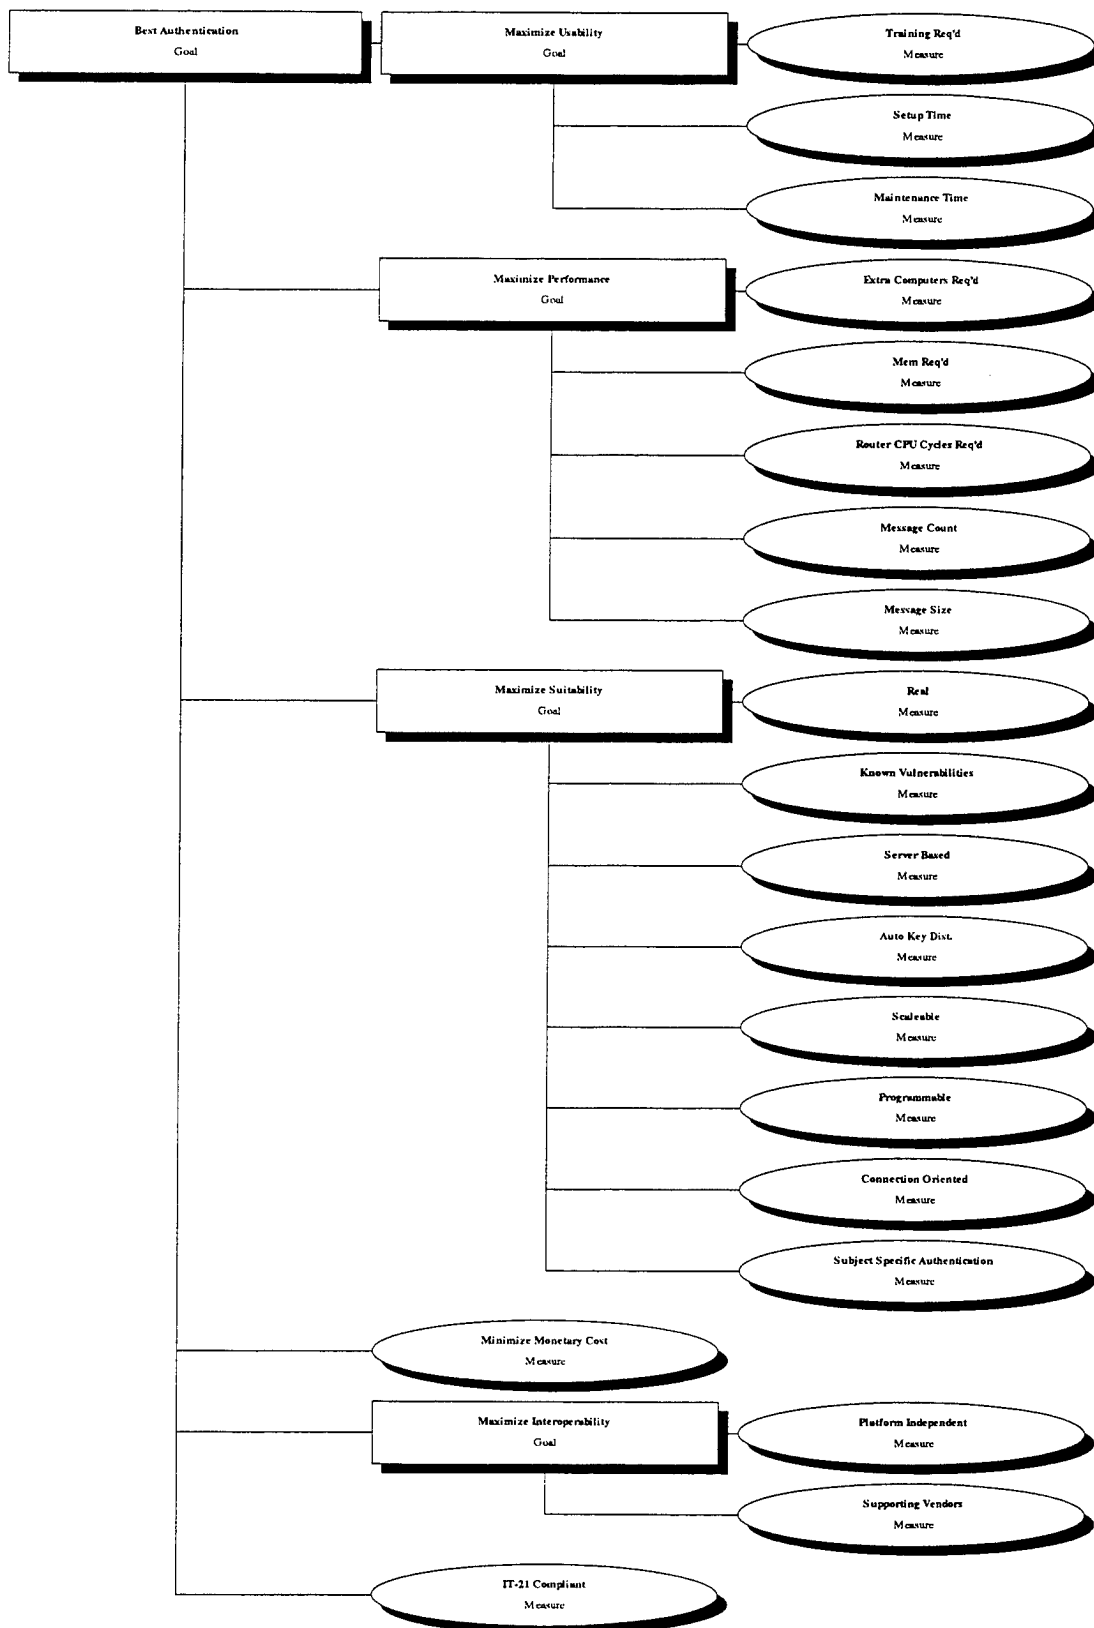 Best Authentication
Goal
Maximize Usability
Goal
Training Req'd
Measure
Setup Time
Measure
Maintenance Time
Measure
Maximize Performance
Goal
Extra Computers Req'd
Measure
Mem Req'd
Measure
Router CPU Cycles Req'd
Measure
Message Count
Measure
Message Size
Measure
Maximize Suitability
Goal
Real
Measure
Known Vulnerabilities
Measure
Server Based
Measure
Auto Key Dist.
Measure
Scaleable
Measure
Programmable
Measure
Connection Oriented
Measure
Subject Specific Authentication
Measure
Minimize Monetary Cost
Measure
Maximize Interoperability
Goal
Platform Independent
Measure
Supporting Vendors
Measure
IT-21 Compliant
Measure